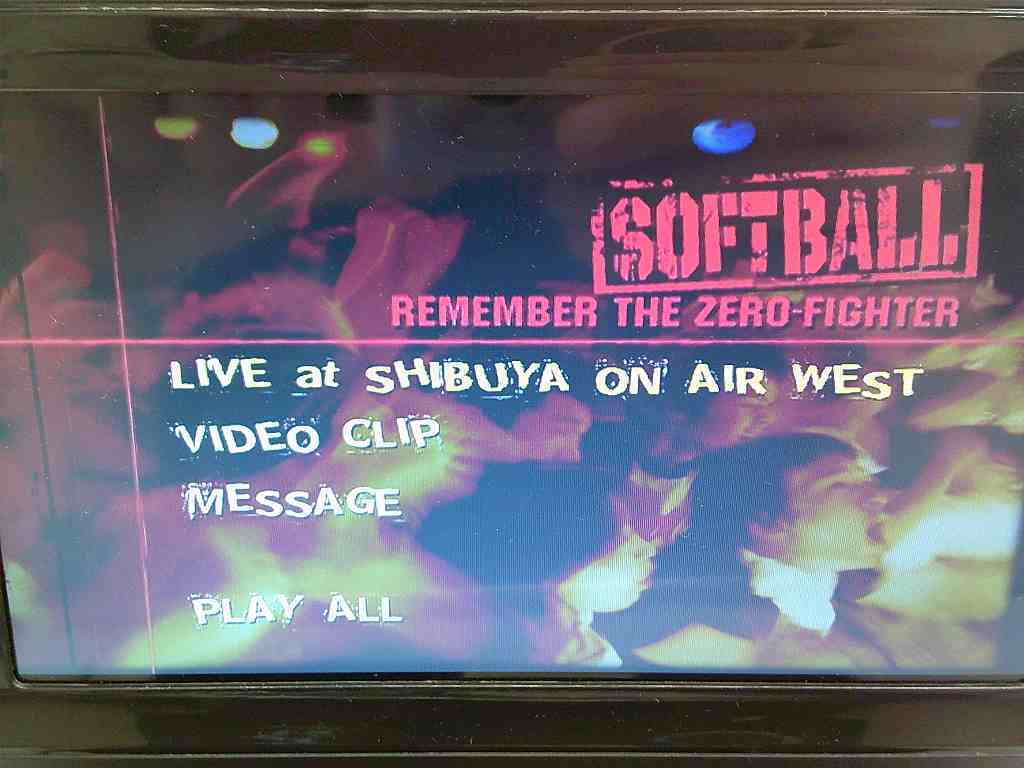 SOFTBALL
REMEMBER THE ZERO-FIGHTER
LIVE at SHIBUYA ON AIR WEST
VIDEO CLIP
MESSAGE
PLAY ALL